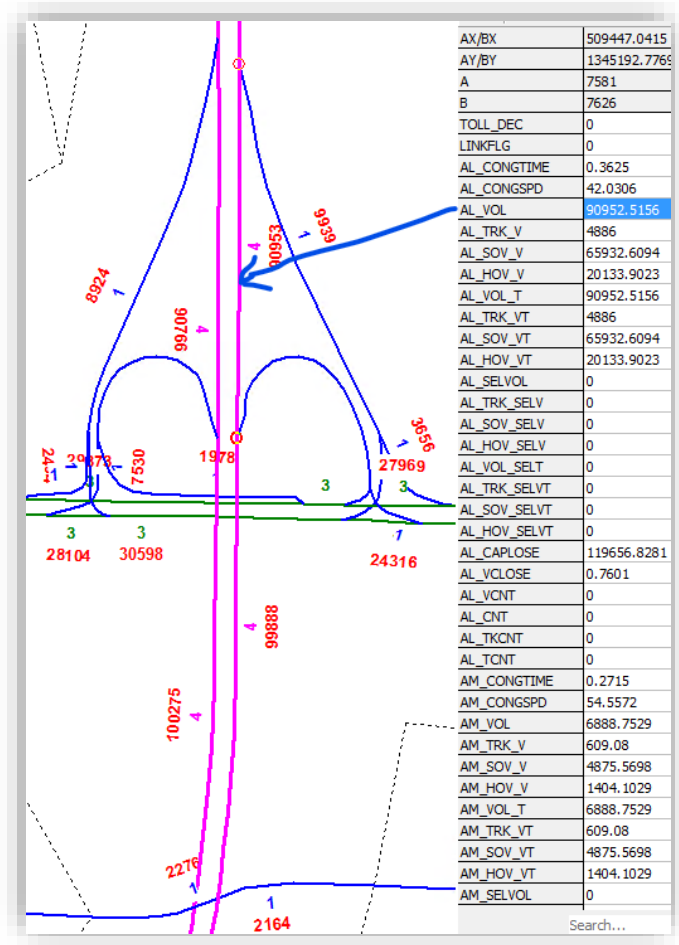 AX/BX 509447.0415
AY/BY 1345192.7769
A 7581
B 7626
TOLL_DEC 0
LINKFLG 0
AL_CONGTIME 0.3625
AL_CONGSPD 42.0306
AL_VOL 90952.5156
AL_TRK_V 4886
AL_SOV_V 65932.6094
AL_HOV_V 20133.9023
AL_VOL_T 90952.5156
AL_TRK_VT 4886
AL_SOV_VT 65932.6094
AL_HOV_VT 20133.9023
AL_SELVOL 0
AL_TRK_SELV 0
AL_SOV_SELV 0
AL_HOV_SELV 0
AL_VOL_SELT 0
AL_TRK_SELVT 0
AL_SOV_SELVT 0
AL_HOV_SELVT 0
AL_CAPLOSE 119656.8281
AL_VCLOSE 0.7601
AL_VCNT 0
AL_CNT 0
AL_TKCNT 0
AL_TCNT 0
AM_CONGTIME 0.2715
AM_CONGSPD 54.5572
AM_VOL 6888.7529
AM_TRK_V 609.08
AM_SOV_V 4875.5698
AM_HOV_V 1404.1029
AM_VOL_T 6888.7529
AM_TRK_VT 609.08
AM_SOV_VT 4875.5698
AM_HOV_VT 1404.1029
AM_SELVOL 0
Search...
9939
1
4
90953
8924
1
90766
4
3656
1
7530
1978
27969
1
3
3
3
3
3
28104
30598
1
24316
4
99888
100275
4
2276
1
1
2164